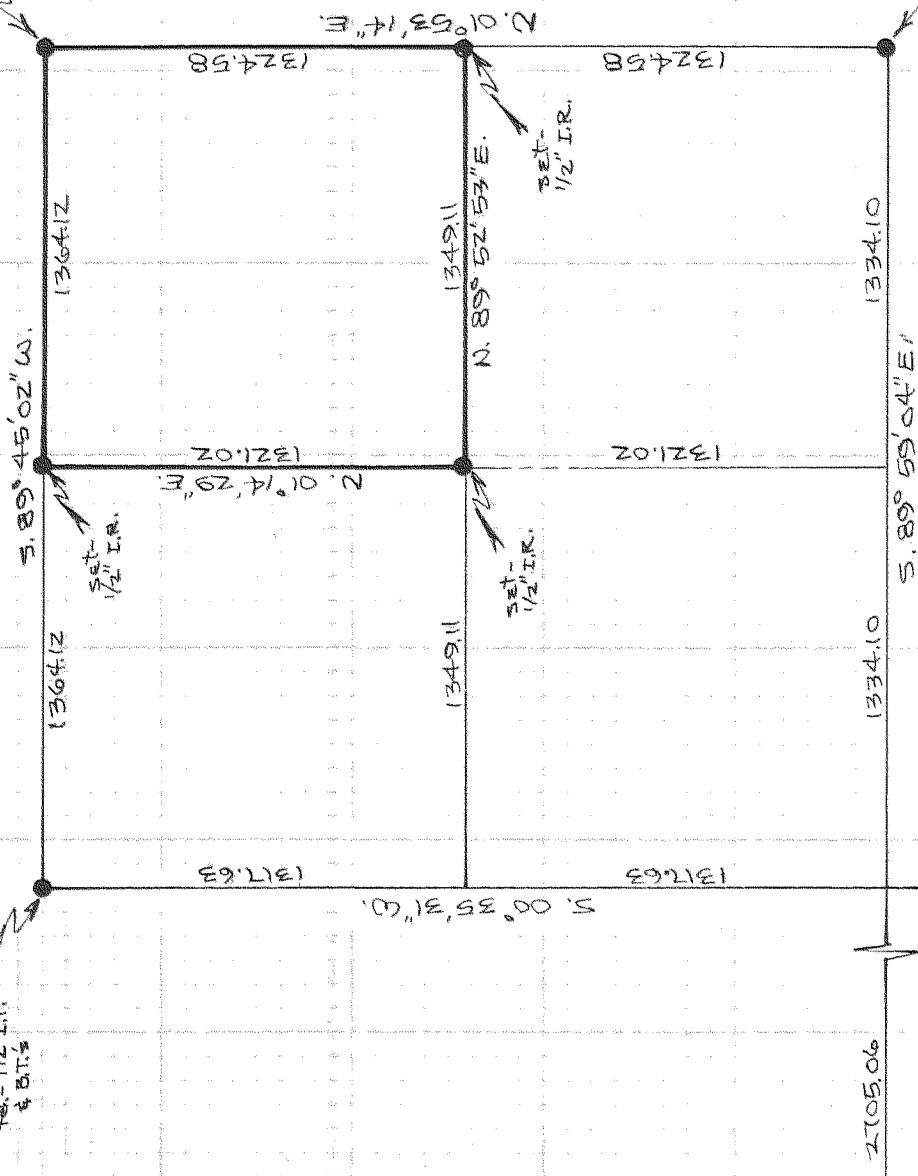 N. 01° 53' 14" E.
1324.58
1324.58
SET-
1/2" I.R.
S. 89° 45' 02" W.
1364.12
1349.11
N. 89° 52' 53" E.
1334.10
1321.02
N. 01° 14' 29" E.
1321.02
SET-
1/2" I.R.
SET-
1/2" I.R.
S. 89° 59' 04" E.
1364.12
1349.11
1334.10
1317.63
1317.63
S. 00° 35' 31" W.
& B.T.'s
2705.06